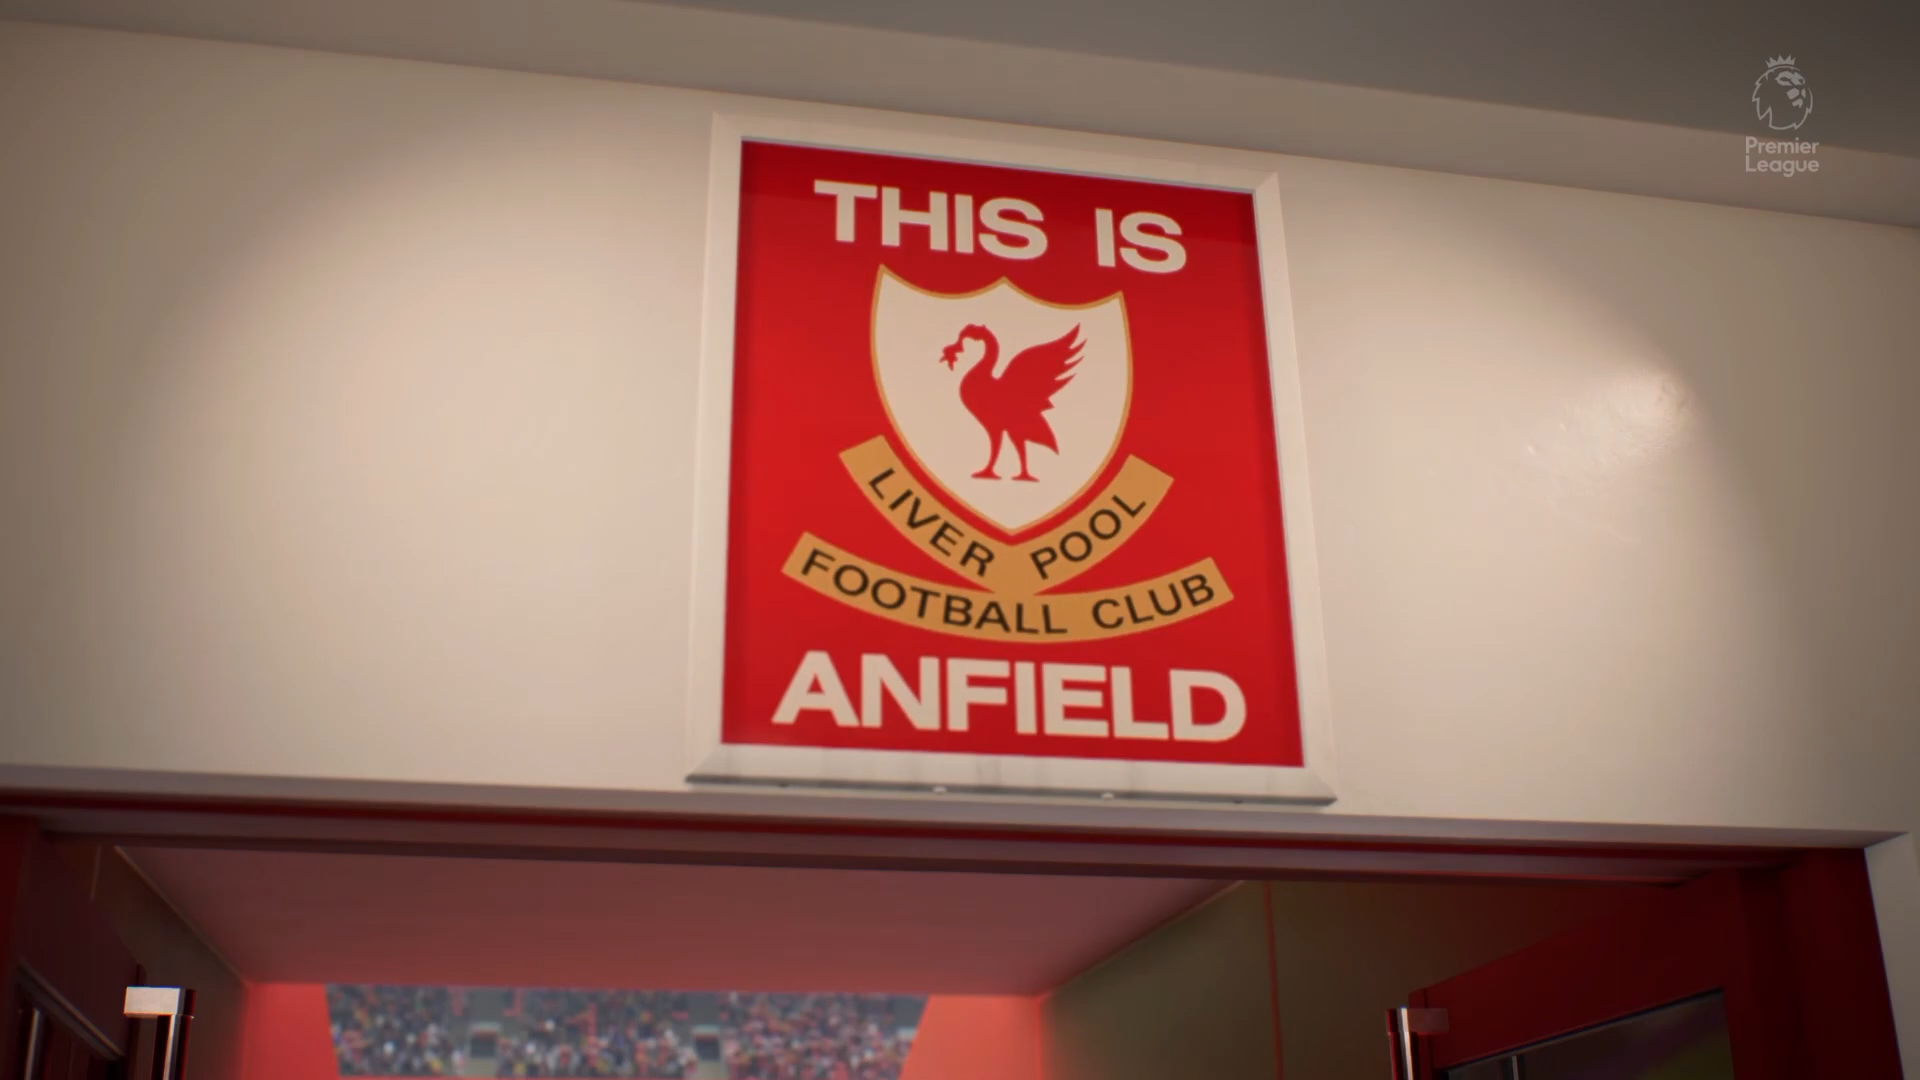 Premier
League
THIS IS
LIVER POOL
FOOTBALL CLUB
ANFIELD